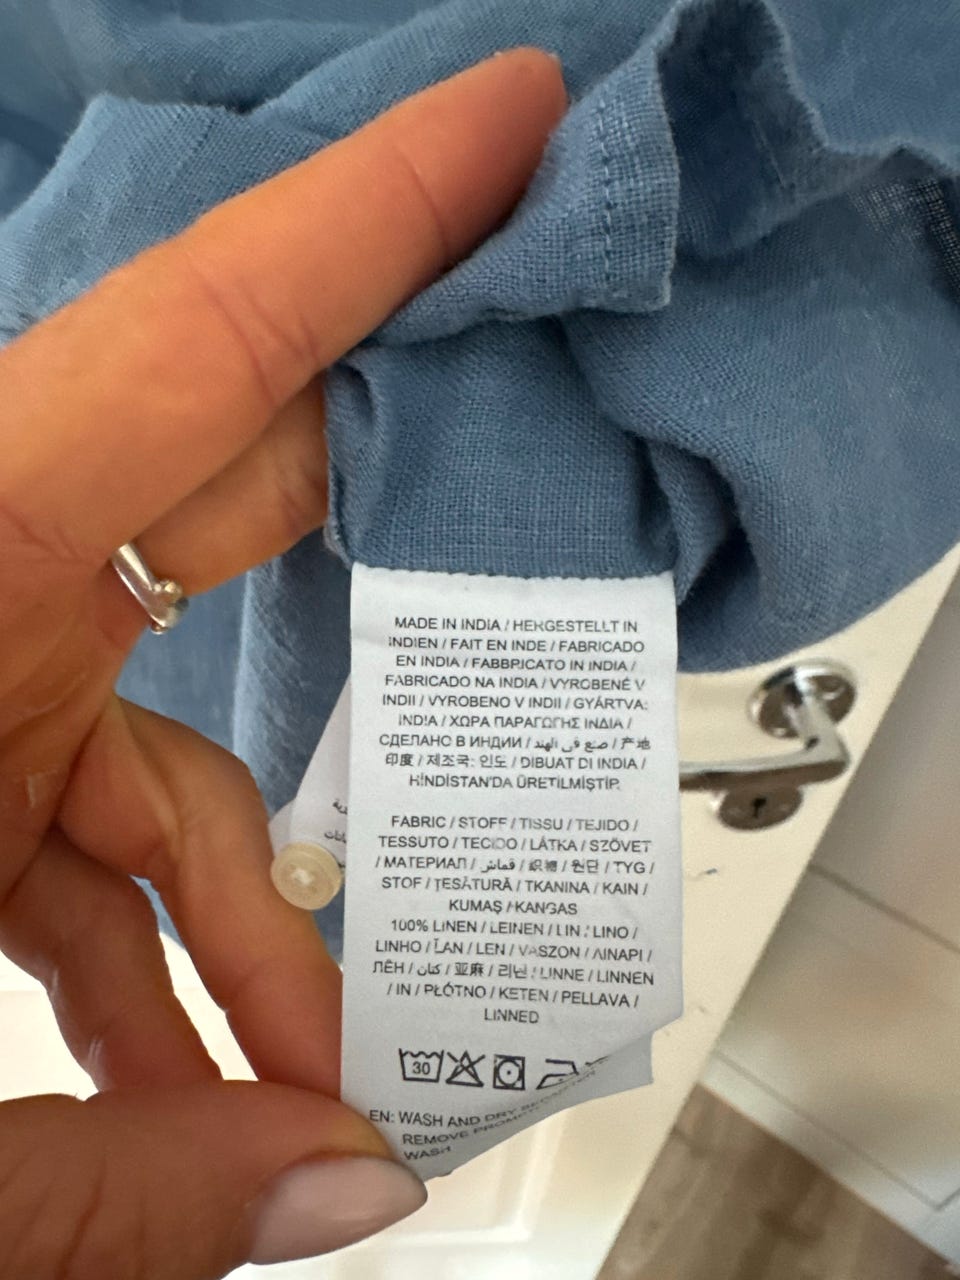 MADE IN INDIA / HERGESTELLT IN
INDIEN / FAIT EN INDE / FABRICADO
EN INDIA / FABBRICATO IN INDIA /
FABRICADO NA INDIA / VYROBENÉ V
INDII / VYROBENO V INDII / GYÁRTVA:
INDIA / ΧΩΡΑ ΠΑΡΑΓΩΓΗΣ ΙΝΔΙΑ /
СДЕЛАНО В ИНДИИ / صنع في الهند / 产地
印度 / 제조국: 인도 / DIBUAT DI INDIA /
HİNDİSTAN'DA ÜRETİLMİŞTİR.
FABRIC / STOFF / TISSU / TEJIDO /
TESSUTO / TECIDO / LÁTKA / SZÖVET
/ МАТЕРИАЛ / قماش / 織物 / 원단 / TYG /
STOF / ȚESĂTURĂ / TKANINA / KAIN /
KUMAŞ / KANGAS
100% LINEN / LEINEN / LIN / LINO /
LINHO / ĽAN / LEN / VÁSZON / ΛΙΝΑΡΙ /
ЛЁН / كتان / 亚麻 / 리넨 / LINNE / LINNEN
/ IN / PŁÓTNO / KETEN / PELLAVA /
LINNED
30
EN: WASH AND DRY
REMOVE
WASH